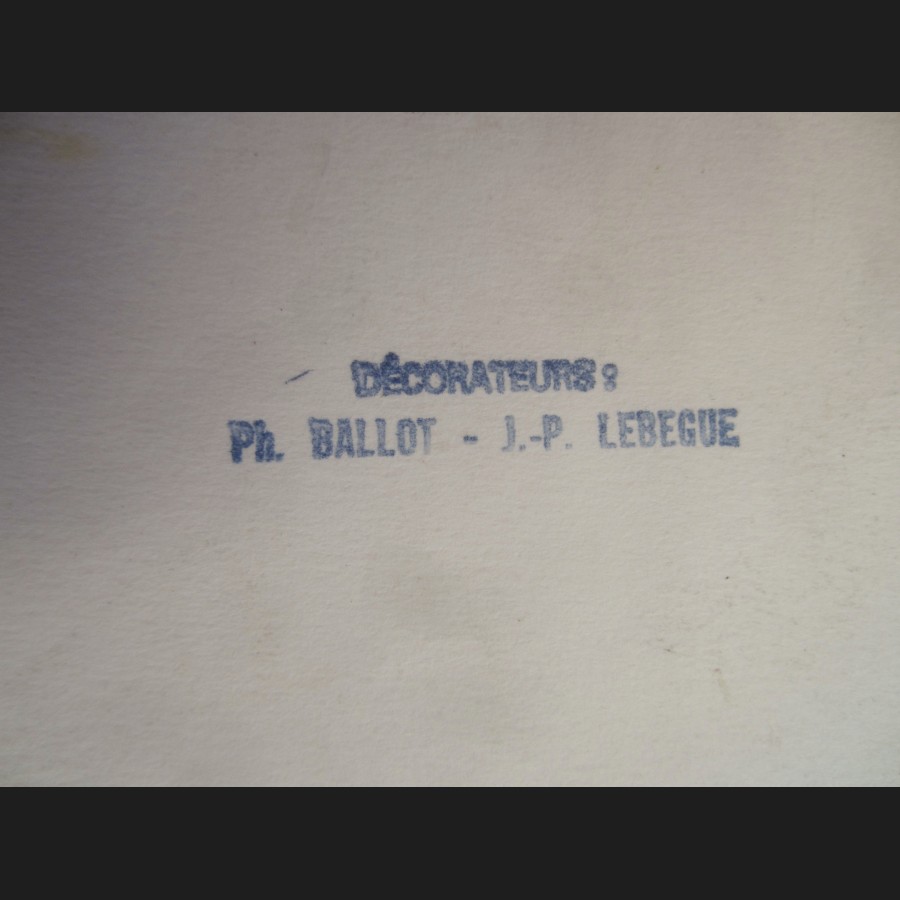 DÉCORATEURS:
Ph. BALLOT - J.-P. LEBEGUE